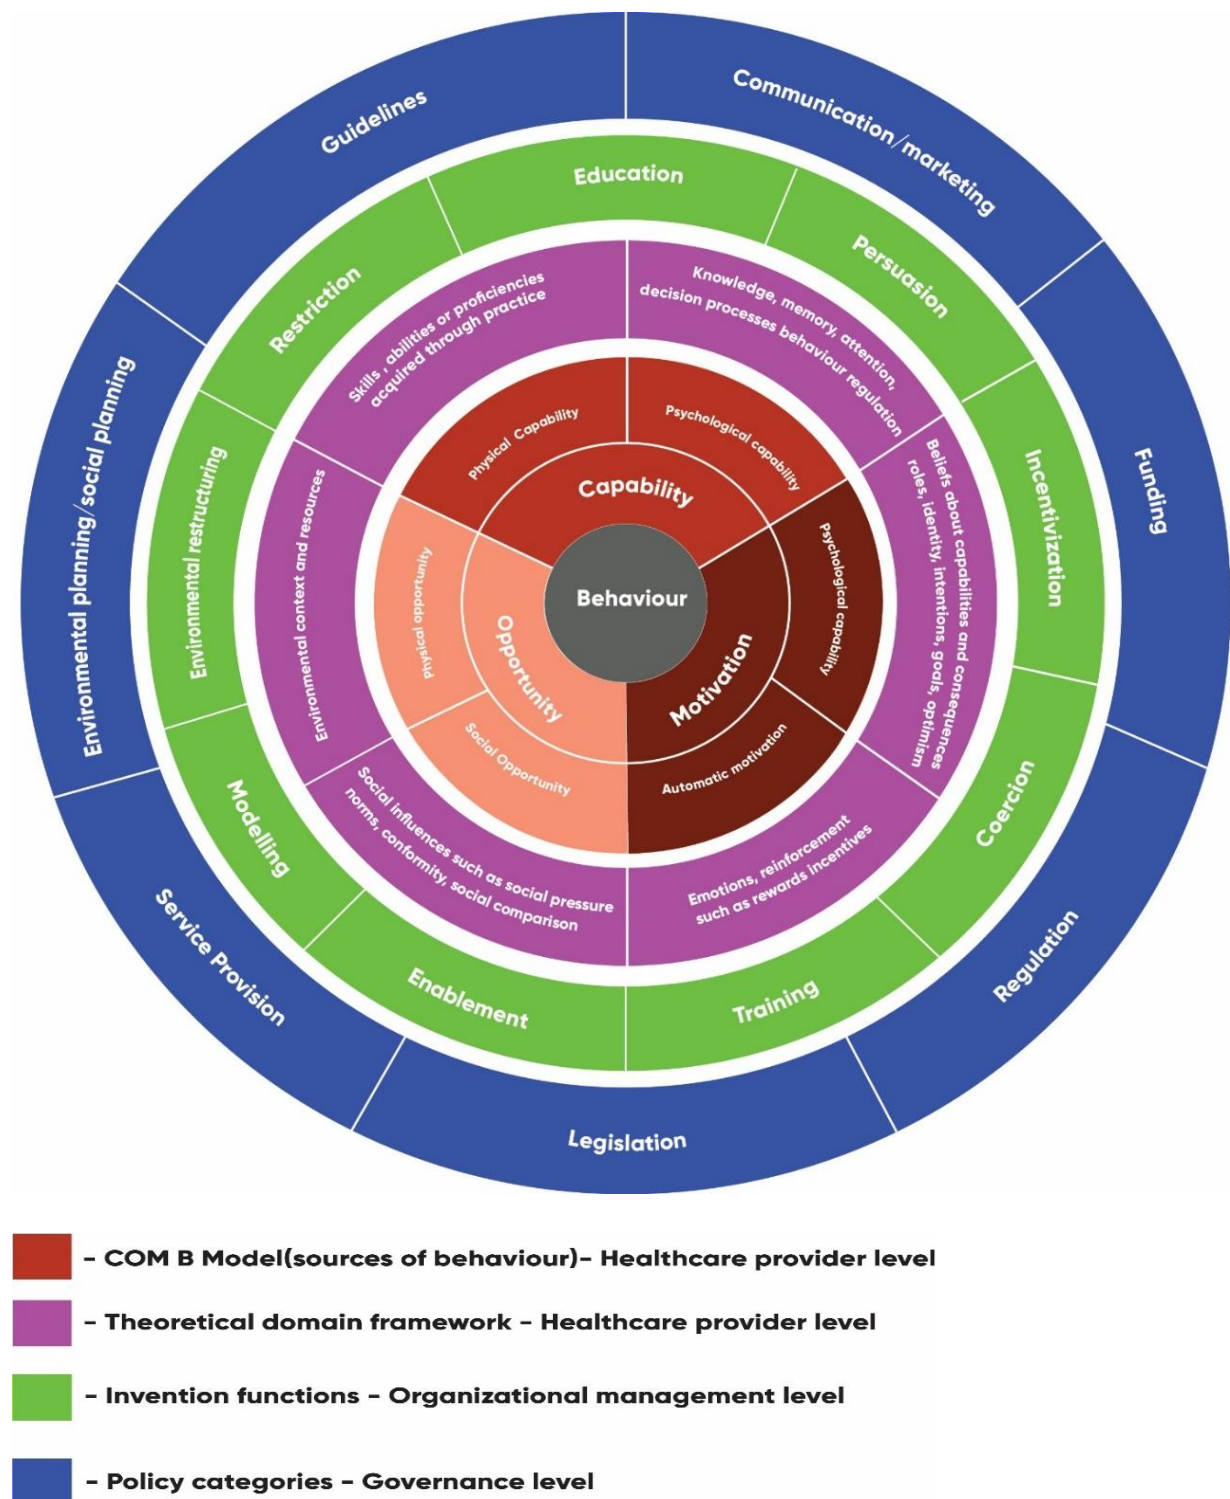 Guidelines
Communication/marketing
Funding
Regulation
Legislation
Service Provision
Environmental planning/social planning
Education
Persuasion
Incentivization
Coercion
Training
Enablement
Modelling
Environmental restructuring
Restriction
Skills , abilities or proficiencies
acquired through practice
Knowledge, memory, attention,
decision processes behaviour regulation
Beliefs about capabilities and consequences
roles, identity, intentions, goals, optimism
Emotions, reinforcement
such as rewards incentives
Social influences such as social pressure
norms, conformity, social comparison
Environmental context and resources
Physical Capability
Psychological capability
Psychological capability
Automatic motivation
Social Opportunity
Physical opportunity
Capability
Motivation
Opportunity
Behaviour
- COM B Model(sources of behaviour)- Healthcare provider level
- Theoretical domain framework - Healthcare provider level
- Invention functions - Organizational management level
- Policy categories - Governance level